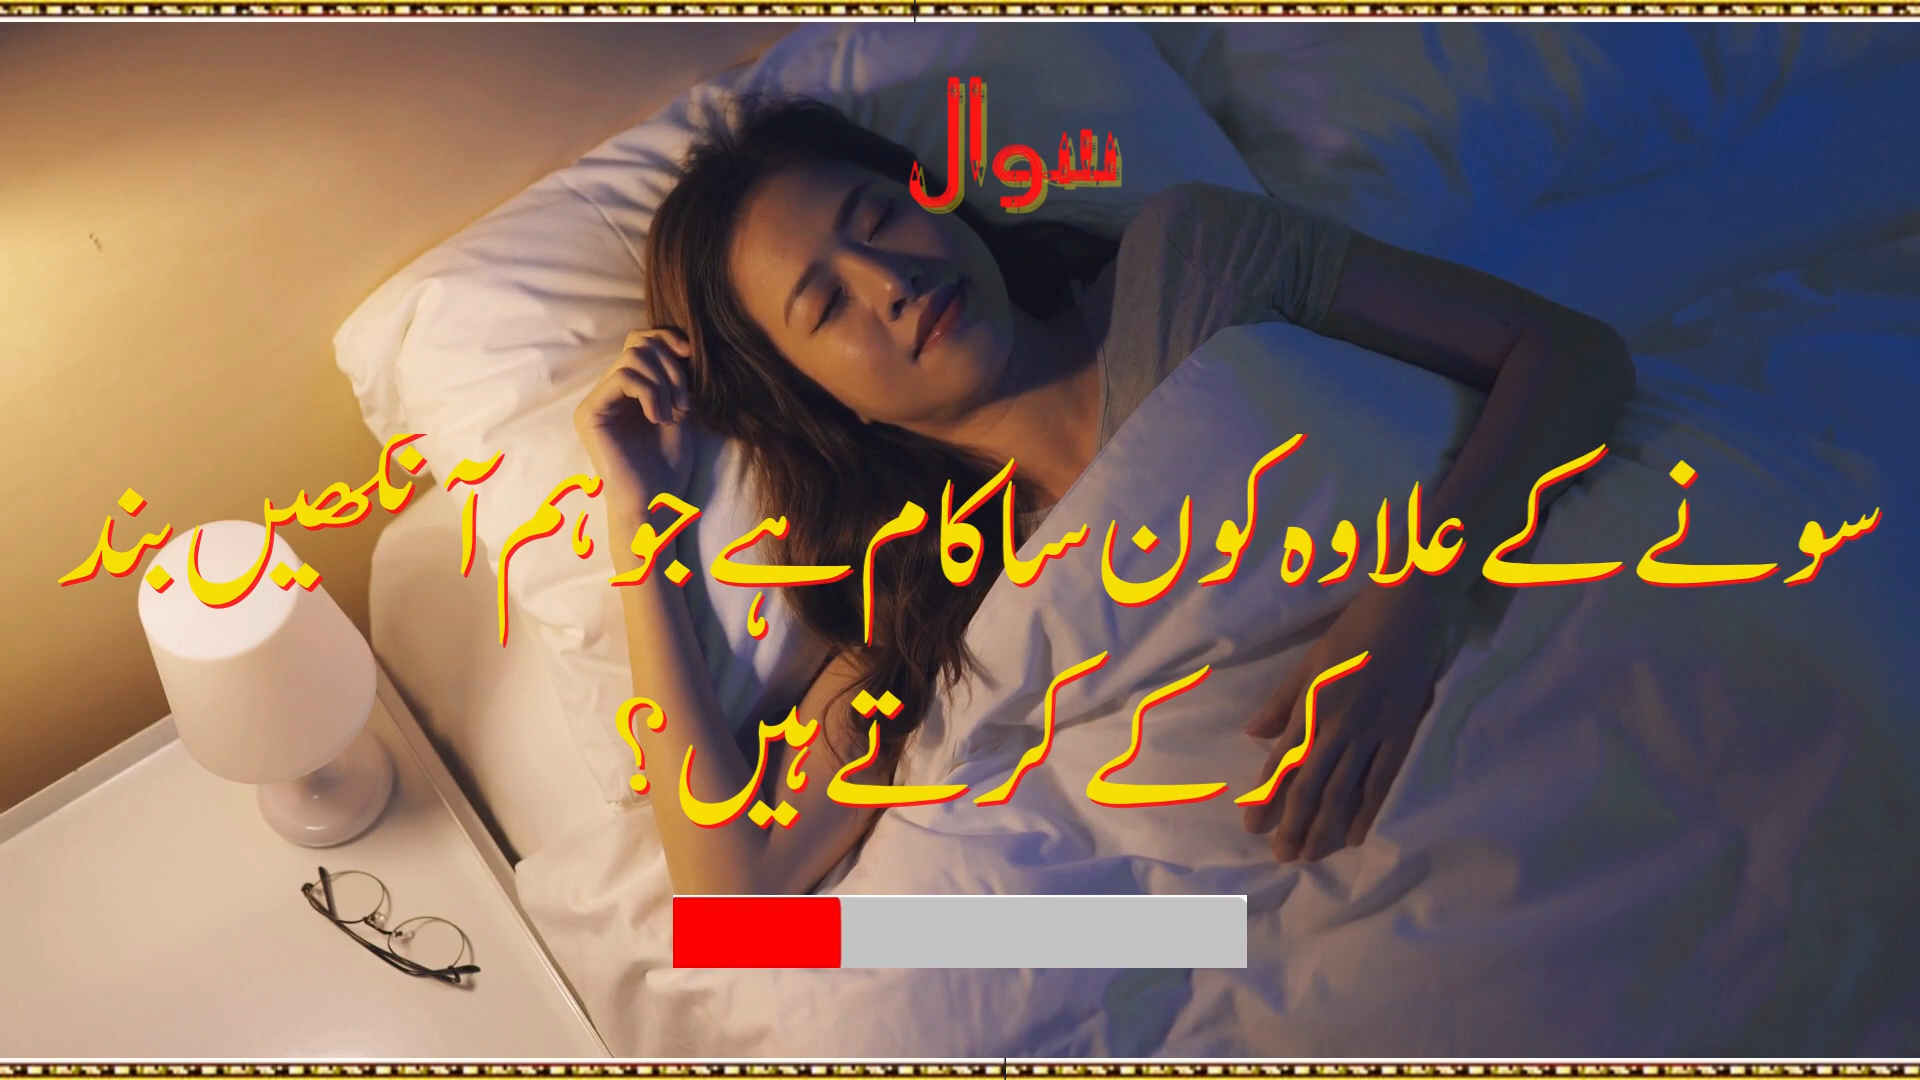 سوال
سونے کے علاوہ کون سا کام ہے جو ہم آنکھیں بند
کر کے کرتے ہیں؟